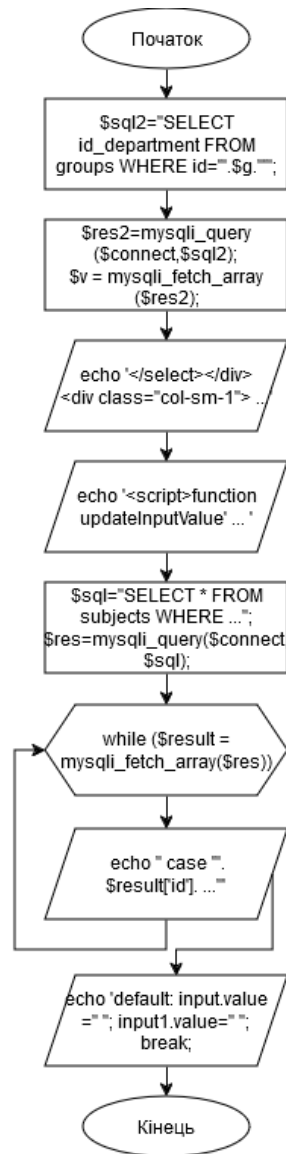 Початок
$sql2="SELECT
id_department FROM
groups WHERE id='".$g."'";
$res2=mysqli_query
($connect,$sql2);
$v = mysqli_fetch_array
($res2);
echo '</select></div>
<div class="col-sm-1"> ...'
echo '<script>function
updateInputValue' ... '
$sql="SELECT * FROM
subjects WHERE ...";
$res=mysqli_query($connect,
$sql);
while ($result =
mysqli_fetch_array($res))
echo " case '".
$result['id']. ...'"
echo 'default: input.value
=" "; input1.value=" ";
break;
Кінець